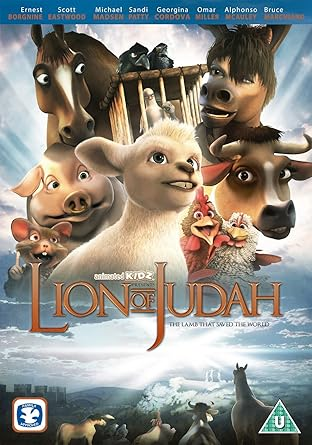 Ernest BORGNINE Scott EASTWOOD Michael MADSEN Sandi PATTY Georgina CORDOVA Omar MILLER Alphonso MCAULEY Bruce MARCHIANO
animated KiDZ
PRESENTS
LION OF JUDAH
THE LAMB THAT SAVED THE WORLD
U